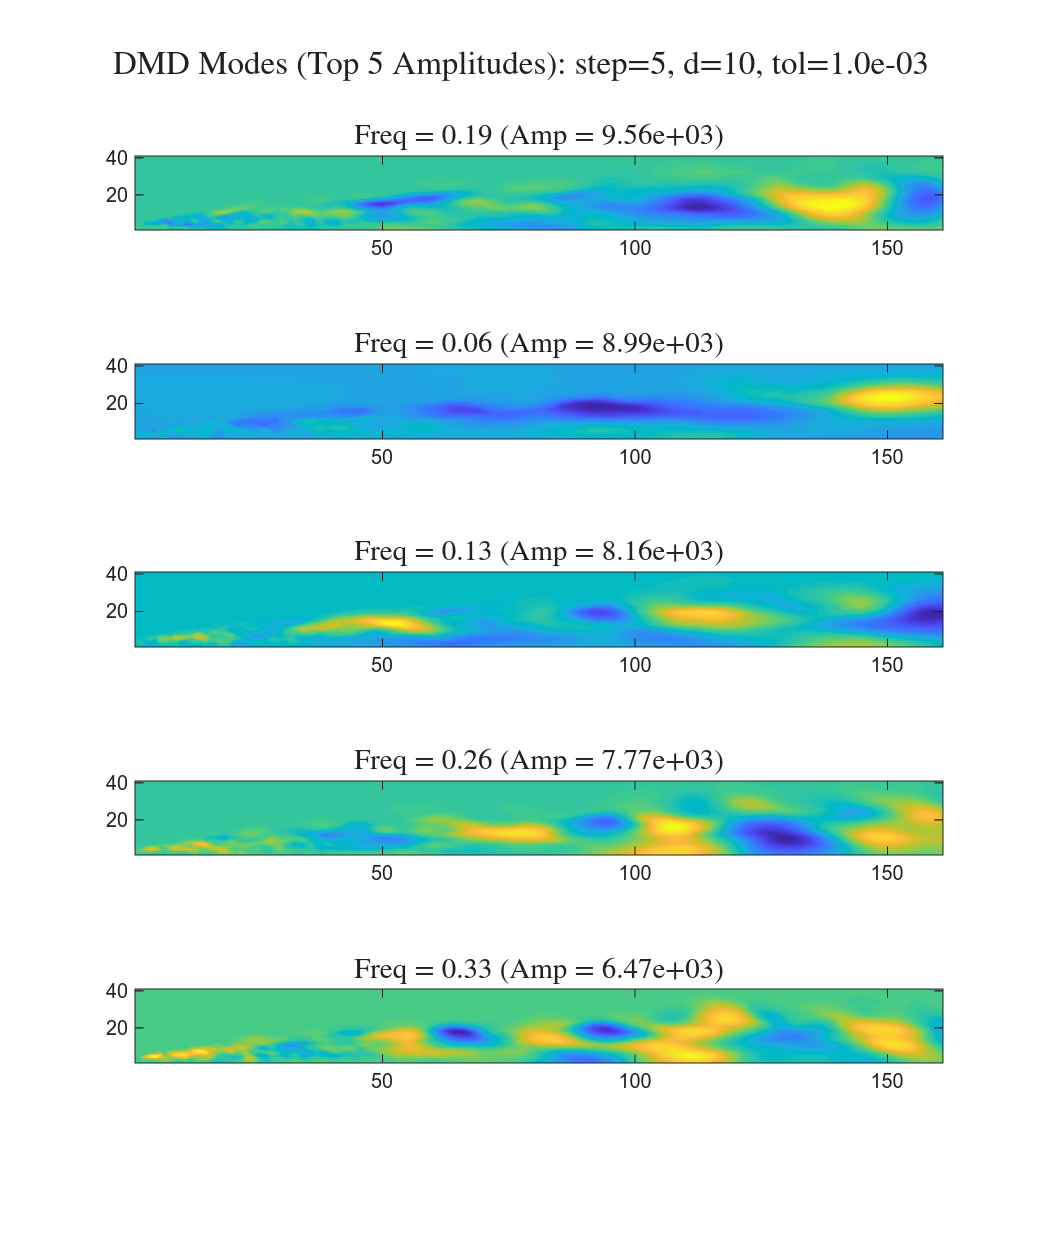 DMD Modes (Top 5 Amplitudes): step=5, d=10, tol=1.0e-03
Freq = 0.19 (Amp = 9.56e+03)
40
20
50 100 150
Freq = 0.06 (Amp = 8.99e+03)
40
20
50 100 150
Freq = 0.13 (Amp = 8.16e+03)
40
20
50 100 150
Freq = 0.26 (Amp = 7.77e+03)
40
20
50 100 150
Freq = 0.33 (Amp = 6.47e+03)
40
20
50 100 150